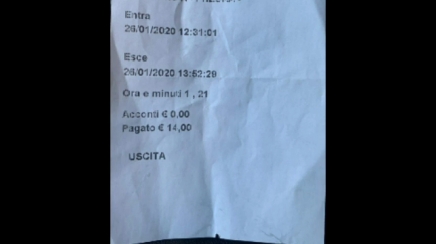 Entra
26/01/2020 12:31:01
Esce
26/01/2020 13:52:29
Ora e minuti 1 , 21
Acconti € 0,00
Pagato € 14,00
USCITA